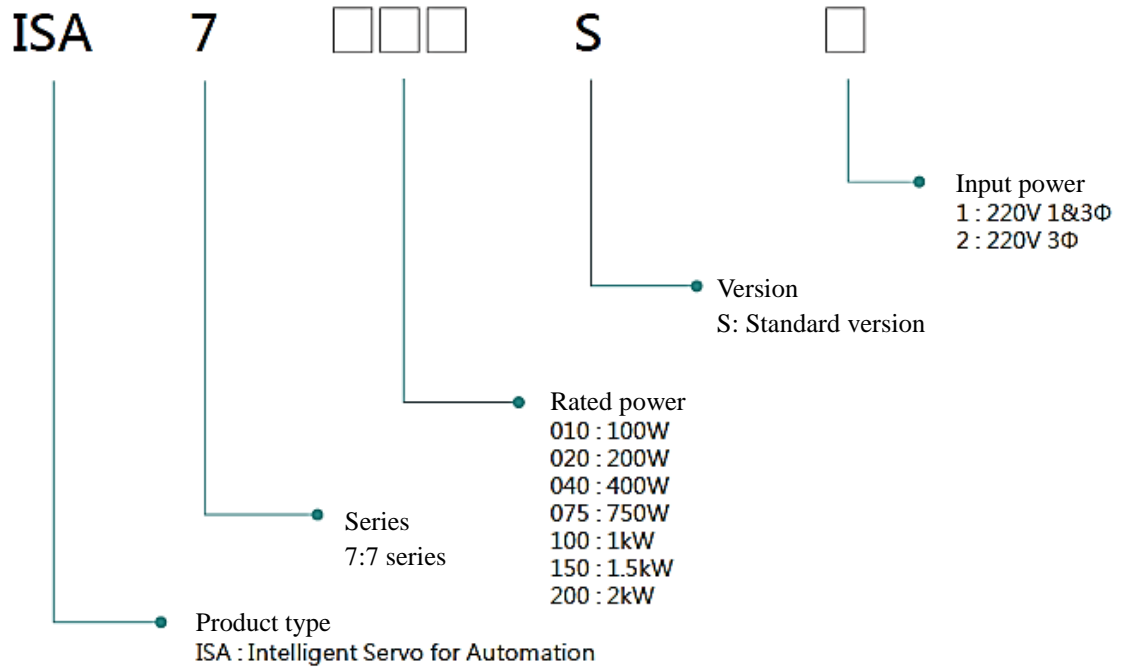 ISA 7 □□□ S □
Input power
1 : 220V 1&3Φ
2 : 220V 3Φ
Version
S: Standard version
Rated power
010 : 100W
020 : 200W
040 : 400W
075 : 750W
100 : 1kW
150 : 1.5kW
200 : 2kW
Series
7:7 series
Product type
ISA : Intelligent Servo for Automation